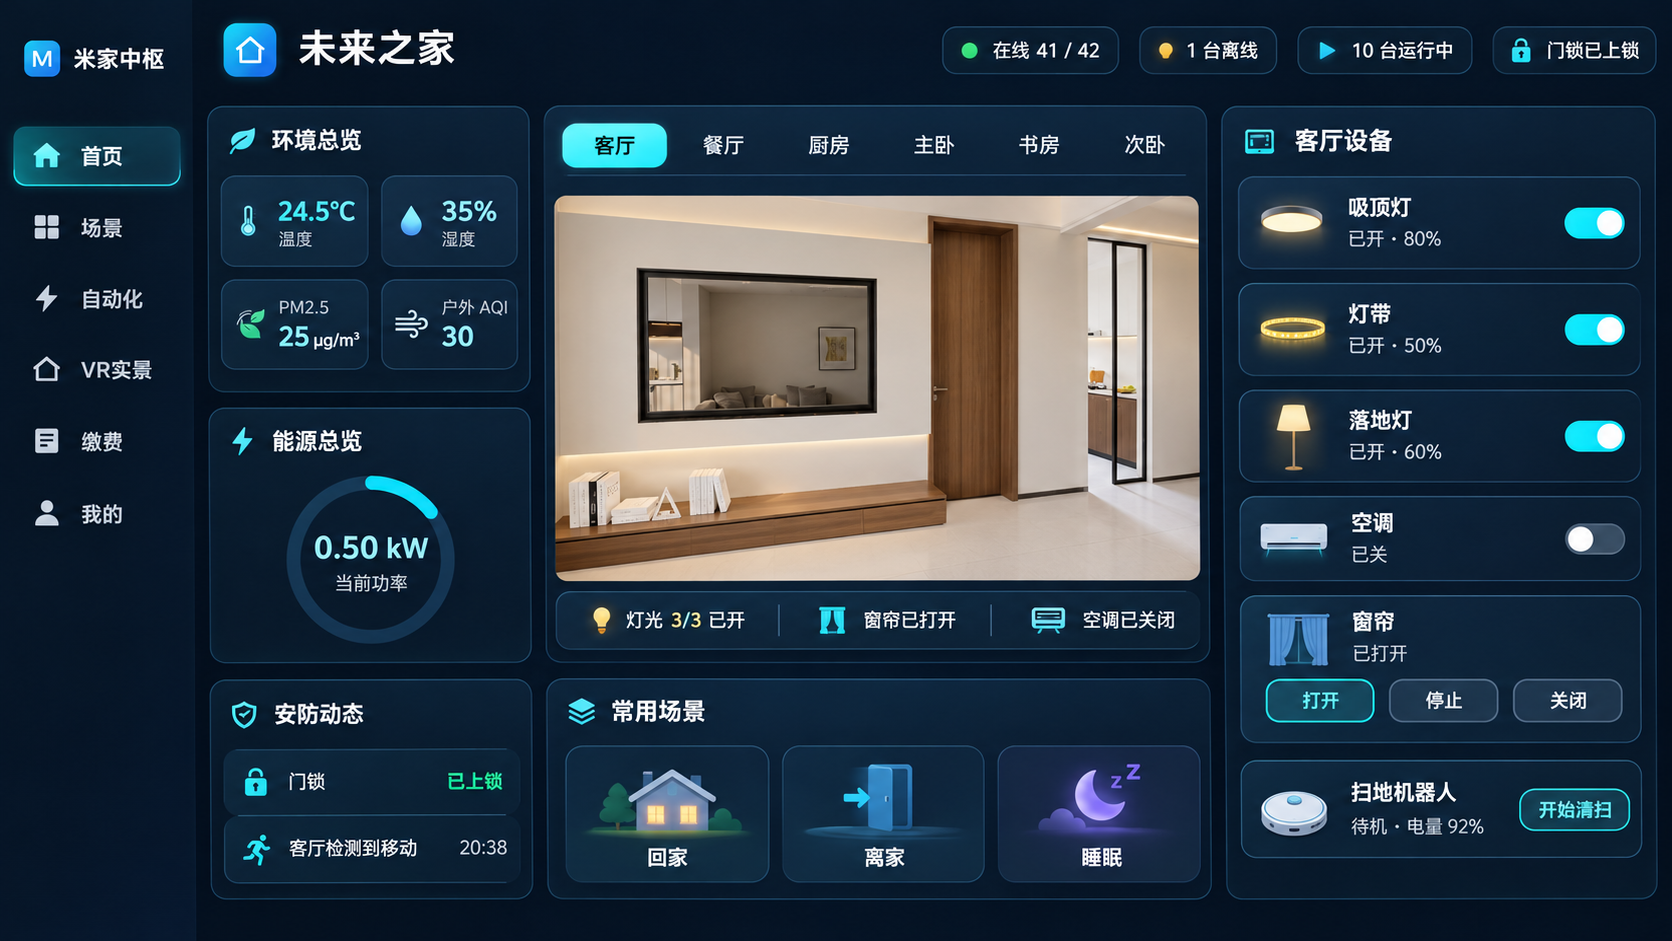 M 米家中枢
首页
场景
自动化
VR实景
缴费
我的
未来之家
在线 41 / 42
1 台离线
10 台运行中
门锁已上锁
环境总览
24.5°C
温度
35%
湿度
PM2.5
25 μg/m³
户外 AQI
30
能源总览
0.50 kW
当前功率
安防动态
门锁 已上锁
客厅检测到移动 20:38
客厅 餐厅 厨房 主卧 书房 次卧
灯光 3/3 已开
窗帘已打开
空调已关闭
常用场景
回家
离家
z Z
睡眠
客厅设备
吸顶灯
已开 · 80%
灯带
已开 · 50%
落地灯
已开 · 60%
空调
已关
窗帘
已打开
打开 停止 关闭
扫地机器人
待机 · 电量 92%
开始清扫